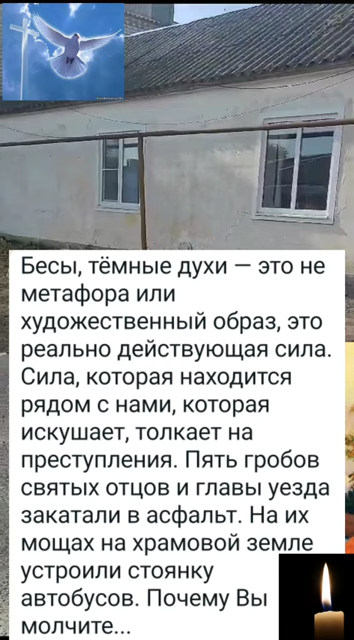 Бесы, тёмные духи — это не
метафора или
художественный образ, это
реально действующая сила.
Сила, которая находится
рядом с нами, которая
искушает, толкает на
преступления. Пять гробов
святых отцов и главы уезда
закатали в асфальт. На их
мощах на храмовой земле
устроили стоянку
автобусов. Почему Вы
молчите...